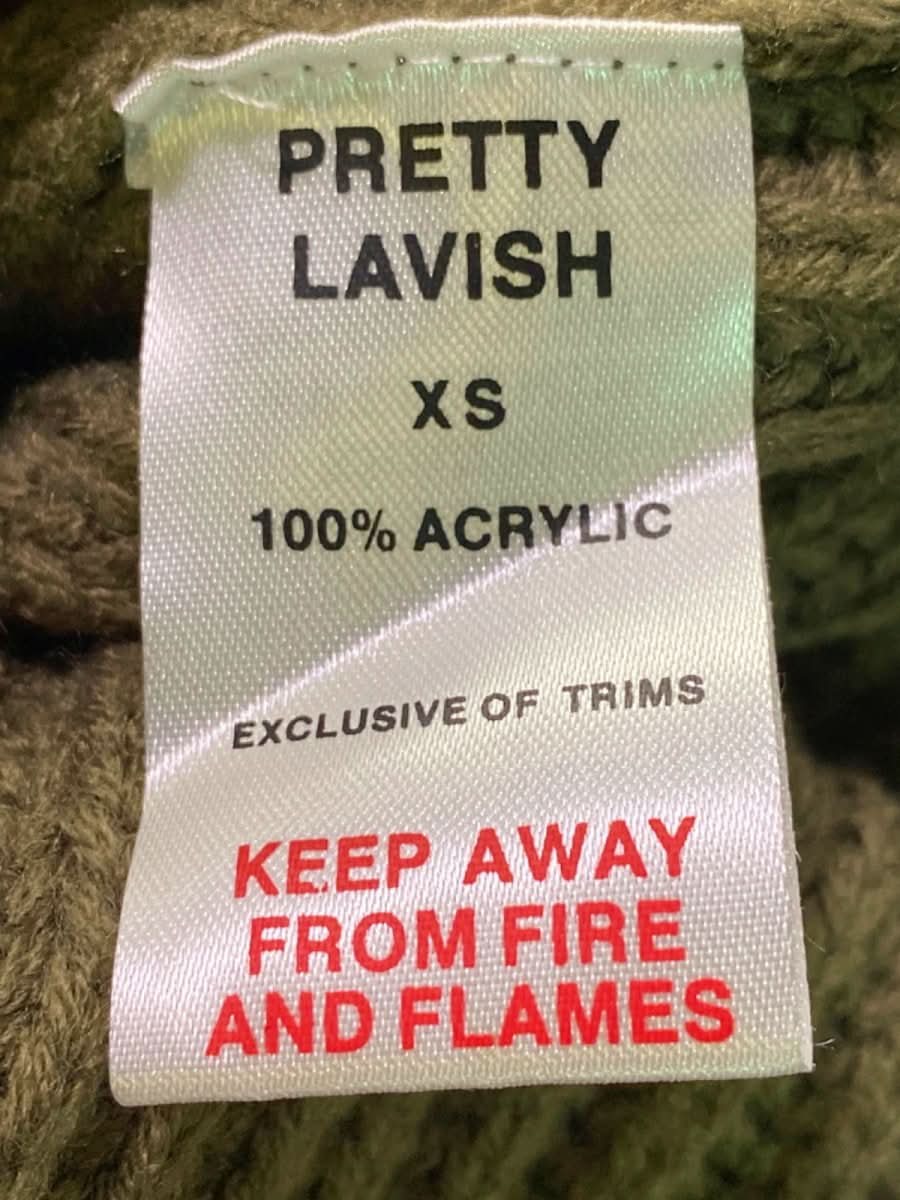 PRETTY
LAVISH
XS
100% ACRYLIC
EXCLUSIVE OF TRIMS
KEEP AWAY
FROM FIRE
AND FLAMES